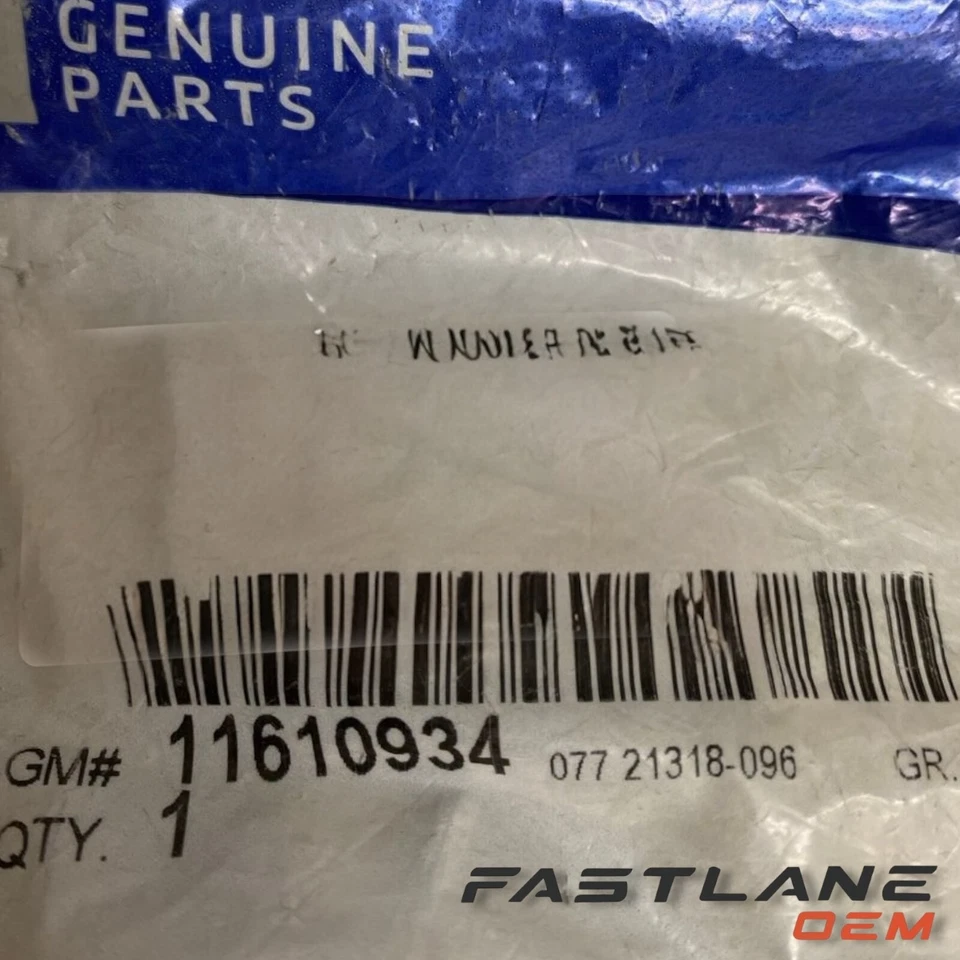 GENUINE
PARTS
GM# 11610934 077 21318-096 GR.
QTY. 1
FASTLANE
OEM